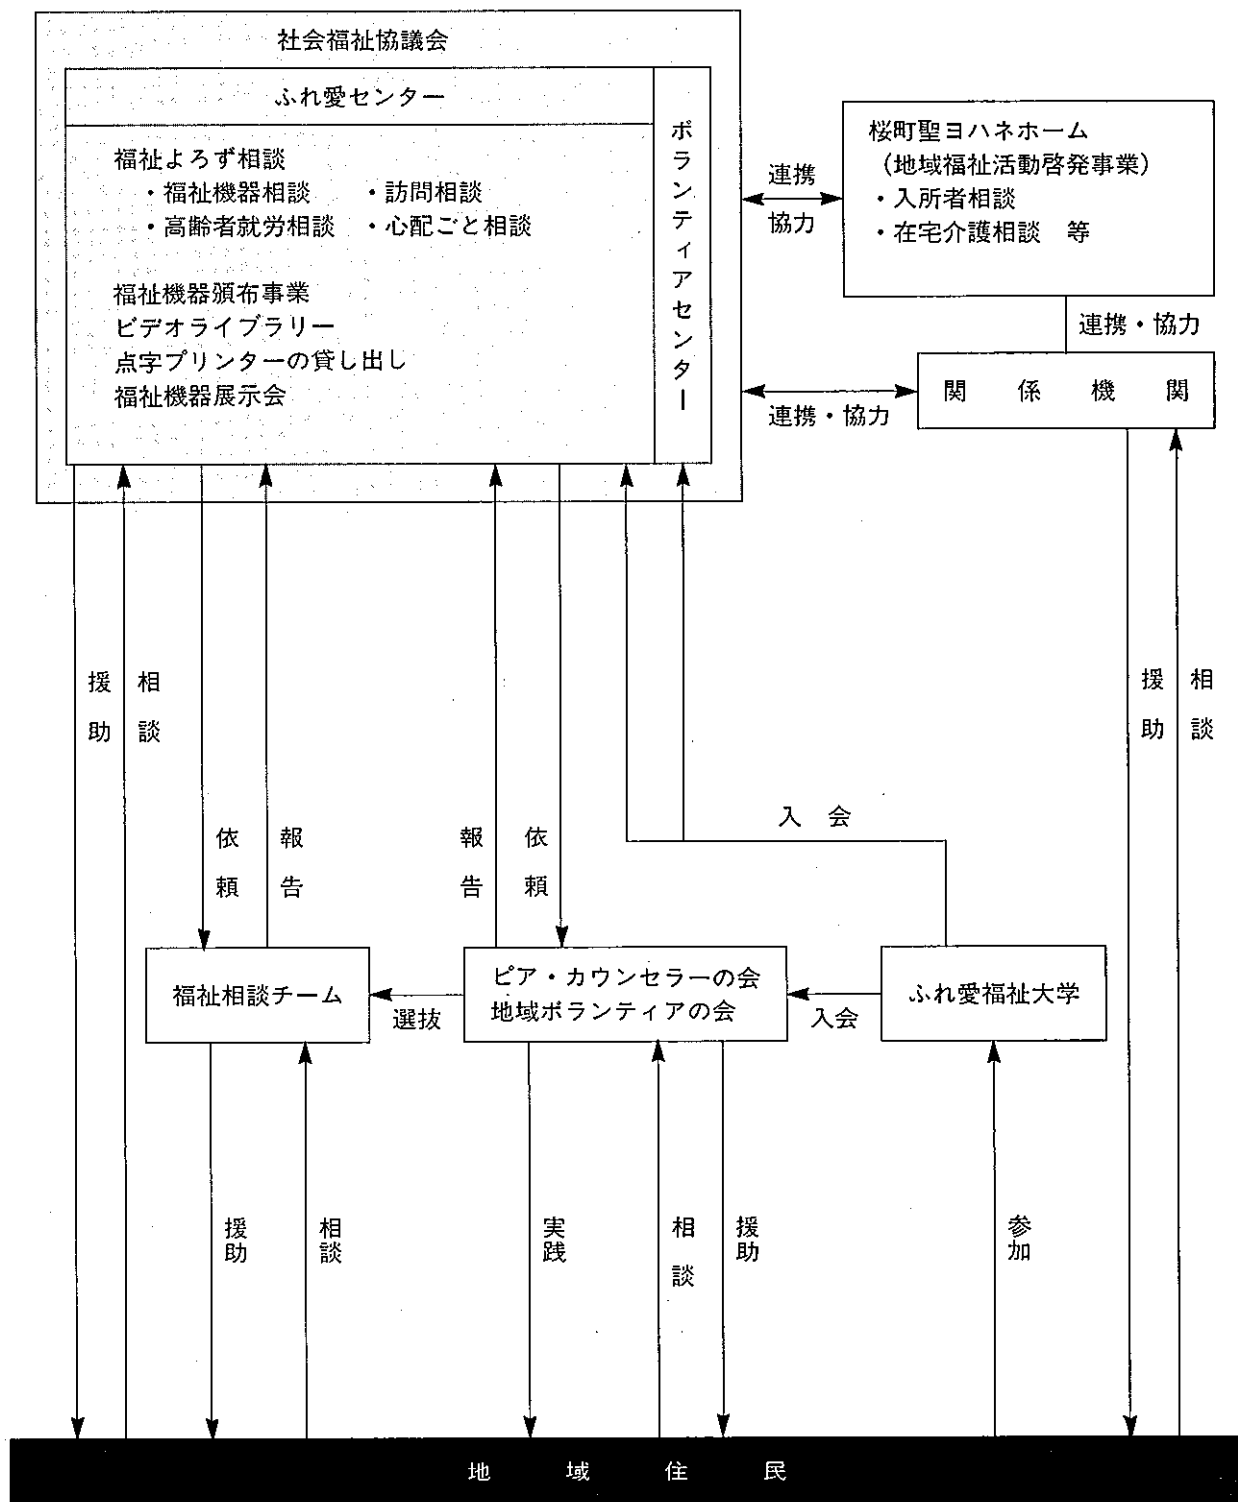 社会福祉協議会
ふれ愛センター
ボランティアセンター
福祉よろず相談
・福祉機器相談　・訪問相談
・高齢者就労相談　・心配ごと相談
福祉機器頒布事業
ビデオライブラリー
点字プリンターの貸し出し
福祉機器展示会
連携
協力
桜町聖ヨハネホーム
（地域福祉活動啓発事業）
・入所者相談
・在宅介護相談　等
連携・協力
連携・協力
関係機関
援助
相談
依頼
報告
報告
依頼
入会
援助
相談
福祉相談チーム
選抜
ピア・カウンセラーの会
地域ボランティアの会
入会
ふれ愛福祉大学
援助
相談
実践
相談
援助
参加
地域住民